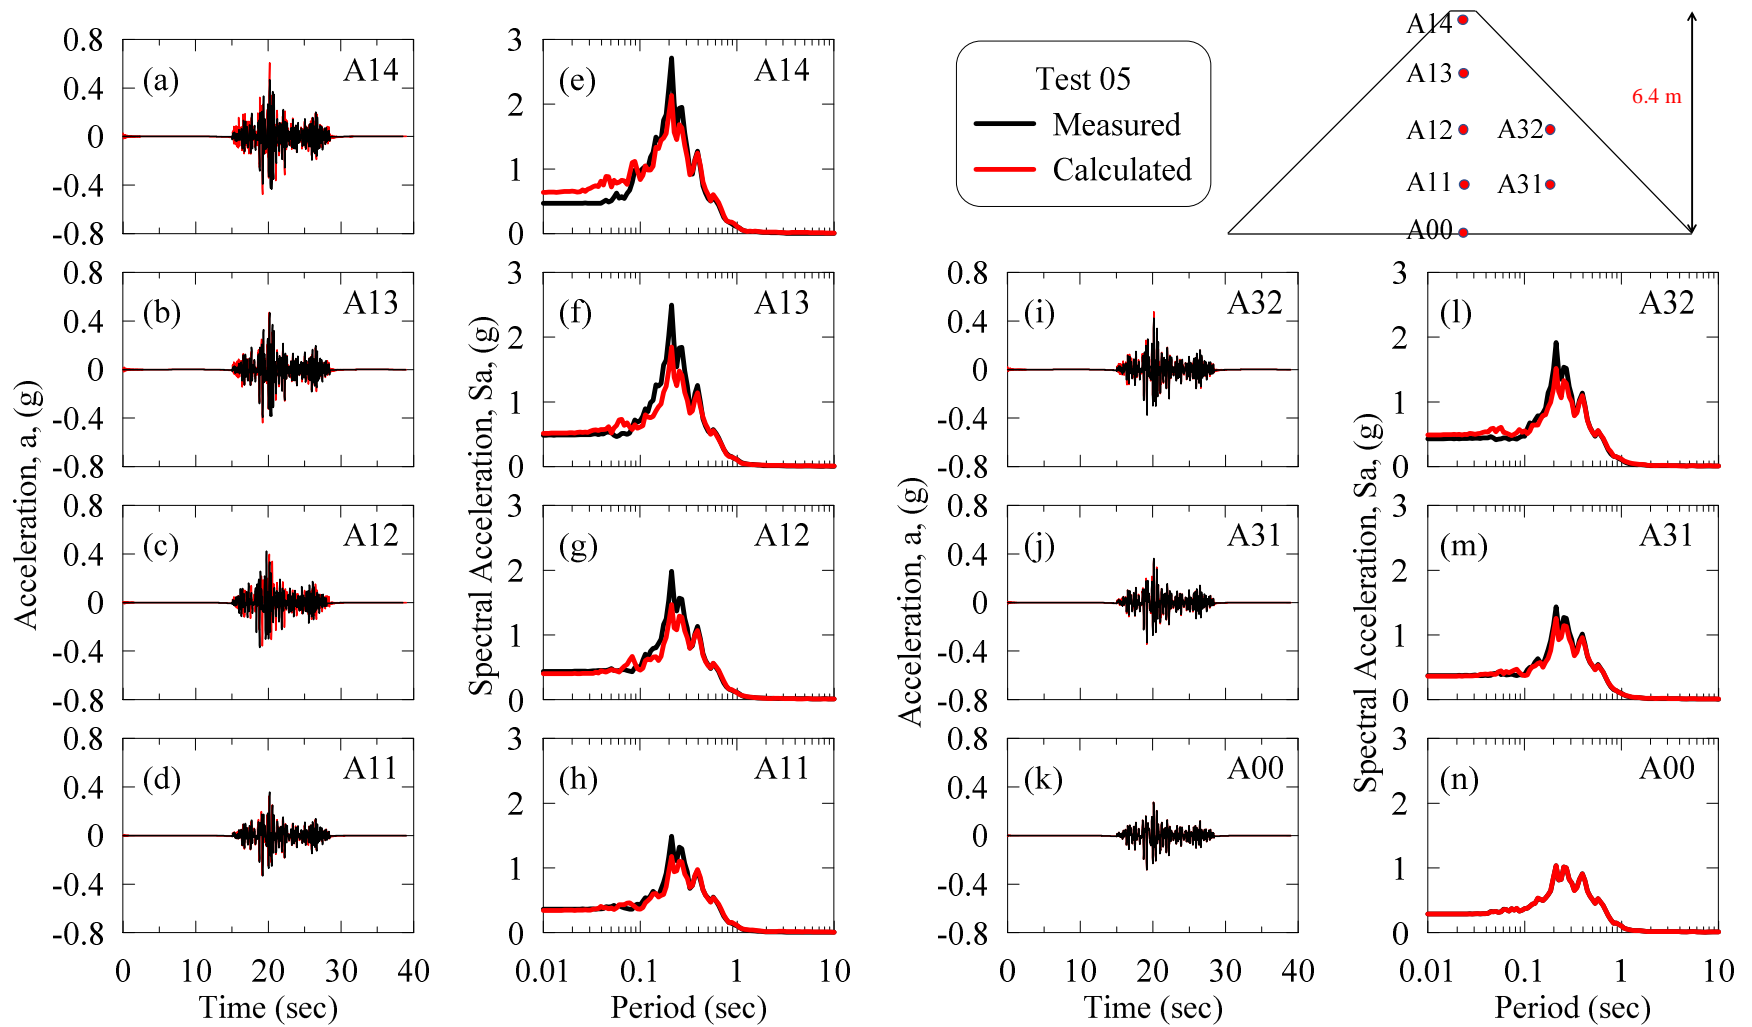 0.8
0.4
0
-0.4
-0.8
(a)
A14
3
2
1
0
(e)
A14
Test 05
Measured
Calculated
A14
A13
A12
A32
A11
A31
A00
6.4 m
0.8
0.4
0
-0.4
-0.8
(b)
A13
3
2
1
0
(f)
A13
0.8
0.4
0
-0.4
-0.8
(i)
A32
3
2
1
0
(l)
A32
Acceleration, a, (g)
Spectral Acceleration, Sa, (g)
Acceleration, a, (g)
Spectral Acceleration, Sa, (g)
0.8
0.4
0
-0.4
-0.8
(c)
A12
3
2
1
0
(g)
A12
0.8
0.4
0
-0.4
-0.8
(j)
A31
3
2
1
0
(m)
A31
0.8
0.4
0
-0.4
-0.8
(d)
A11
3
2
1
0
(h)
A11
0.8
0.4
0
-0.4
-0.8
(k)
A00
3
2
1
0
(n)
A00
0 10 20 30 40
Time (sec)
0.01 0.1 1 10
Period (sec)
0 10 20 30 40
Time (sec)
0.01 0.1 1 10
Period (sec)